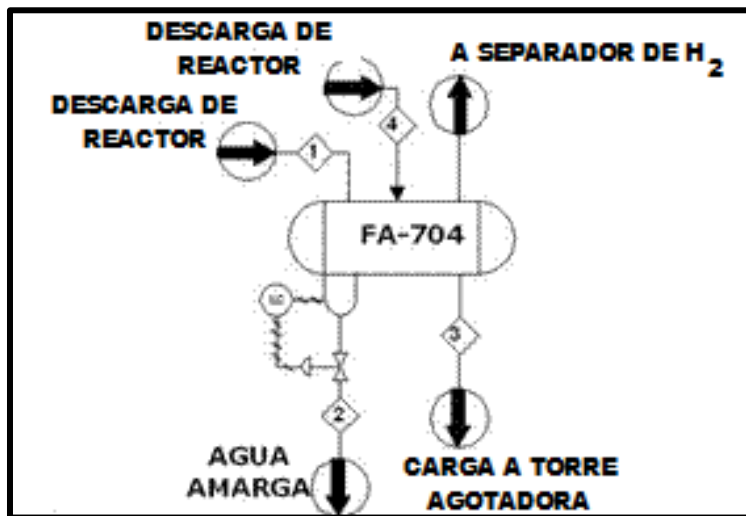 DESCARGA DE
REACTOR
A SEPARADOR DE H2
DESCARGA DE
REACTOR
4
1
FA-704
3
2
AGUA
AMARGA
CARGA A TORRE
AGOTADORA